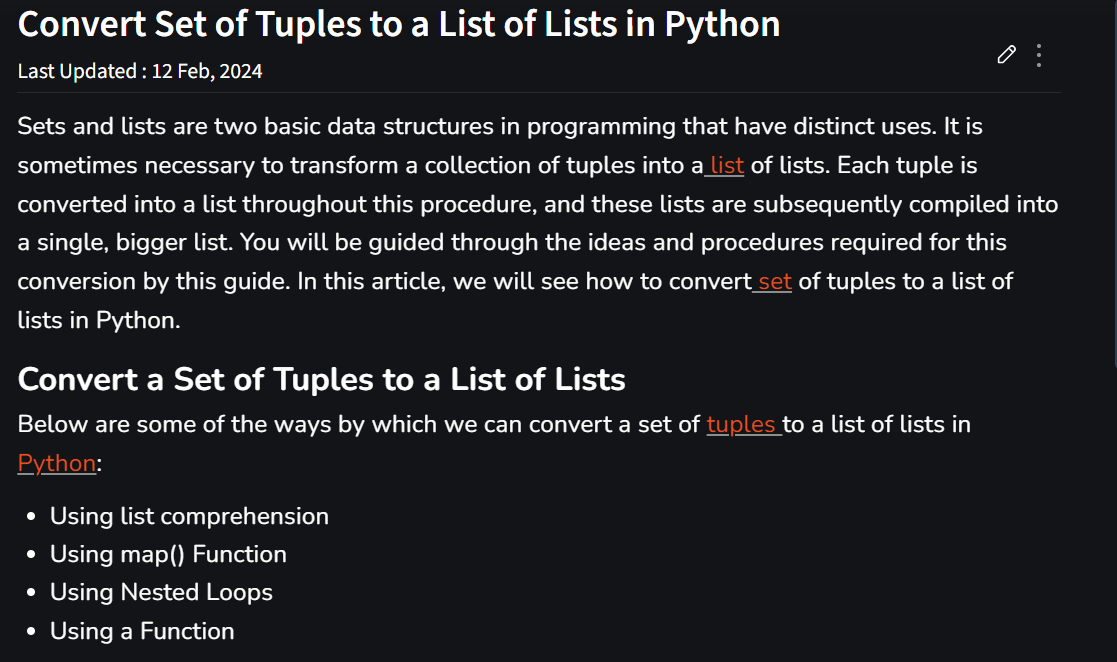 Convert Set of Tuples to a List of Lists in Python
Last Updated : 12 Feb, 2024
Sets and lists are two basic data structures in programming that have distinct uses. It is
sometimes necessary to transform a collection of tuples into a list of lists. Each tuple is
converted into a list throughout this procedure, and these lists are subsequently compiled into
a single, bigger list. You will be guided through the ideas and procedures required for this
conversion by this guide. In this article, we will see how to convert set of tuples to a list of
lists in Python.
Convert a Set of Tuples to a List of Lists
Below are some of the ways by which we can convert a set of tuples to a list of lists in
Python:
• Using list comprehension
• Using map() Function
• Using Nested Loops
• Using a Function